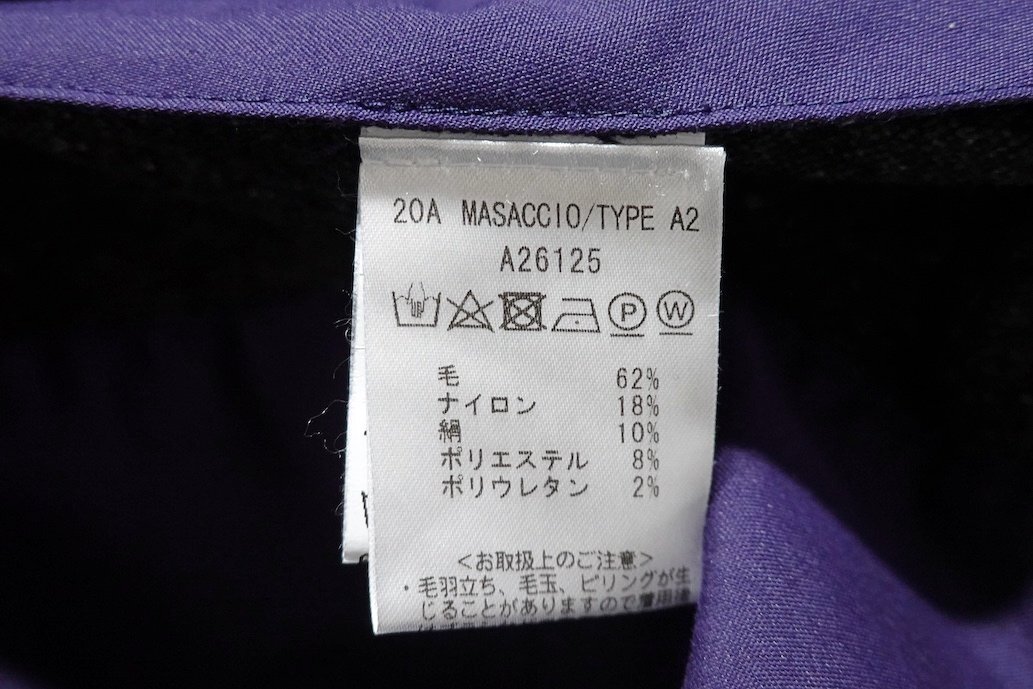 20A MASACCIO/TYPE A2
A26125
P W
毛 62%
ナイロン 18%
絹 10%
ポリエステル 8%
ポリウレタン 2%
<お取扱上のご注意>
・毛羽立ち、毛玉、ピリングが生
じることがありますので着用途